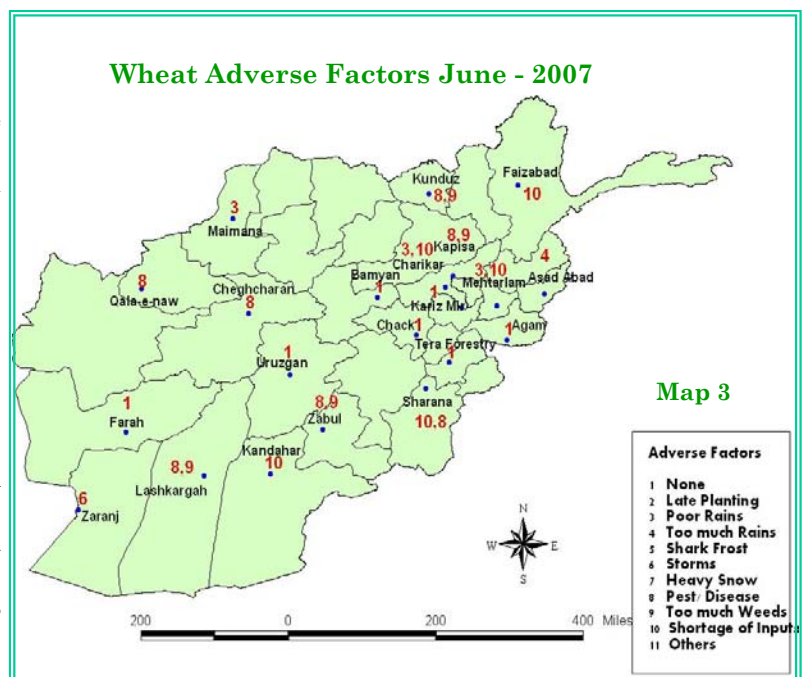 Wheat Adverse Factors June - 2007
Kunduz
8,9
Faizabad
10
3
Maimana
8,9
3,10
Kapisa
Charikar
4
3,10
Mehtarlam
Asad Abad
8
Qala-e-naw
Cheghcharan
8
Bamyan
1
1
Kariz Mir
Chack
1
Agam
1
Tera Forestry
1
1
Uruzgan
Sharana
10,8
Map 3
1
Farah
8,9
Zabul
Kandahar
10
8,9
Lashkargah
6
Zaranj
N
W
E
S
200
0
200
400
Miles
Adverse Factors
1 None
2 Late Planting
3 Poor Rains
4 Too much Rains
5 Shark Frost
6 Storms
7 Heavy Snow
8 Pest/ Disease
9 Too much Weeds
10 Shortage of Inputs
11 Others